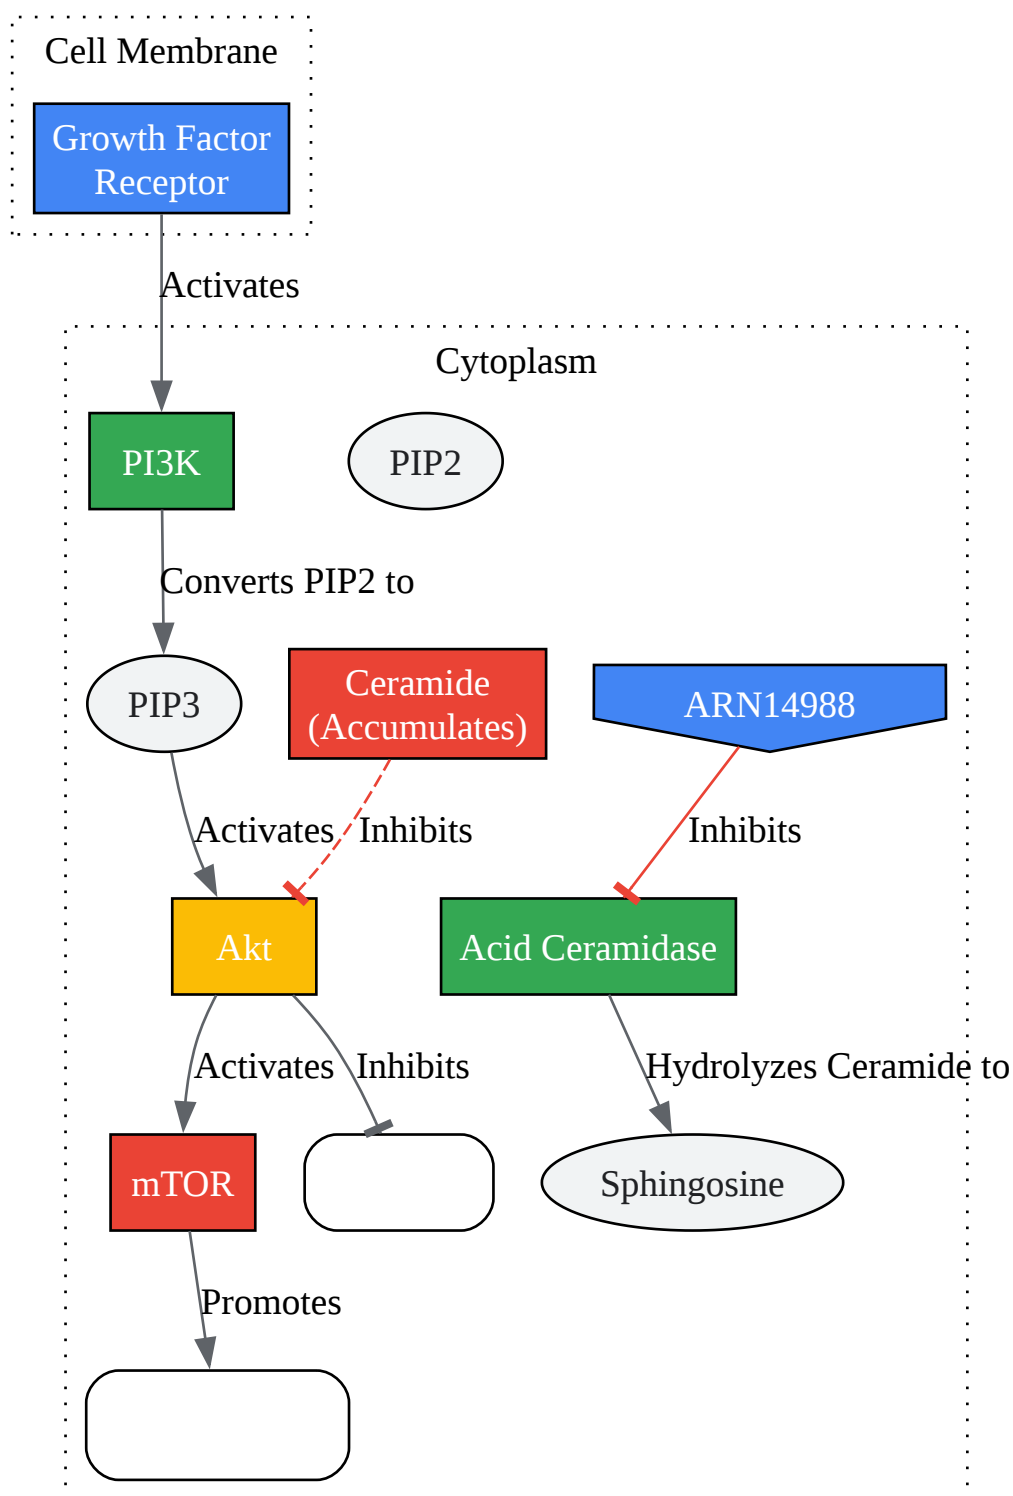 Cell Membrane
Growth Factor
Receptor
Activates
Cytoplasm
PI3K
PIP2
Converts PIP2 to
PIP3
Ceramide
(Accumulates)
ARN14988
Activates
Inhibits
Inhibits
Akt
Acid Ceramidase
Activates
Inhibits
Hydrolyzes Ceramide to
mTOR
Sphingosine
Promotes